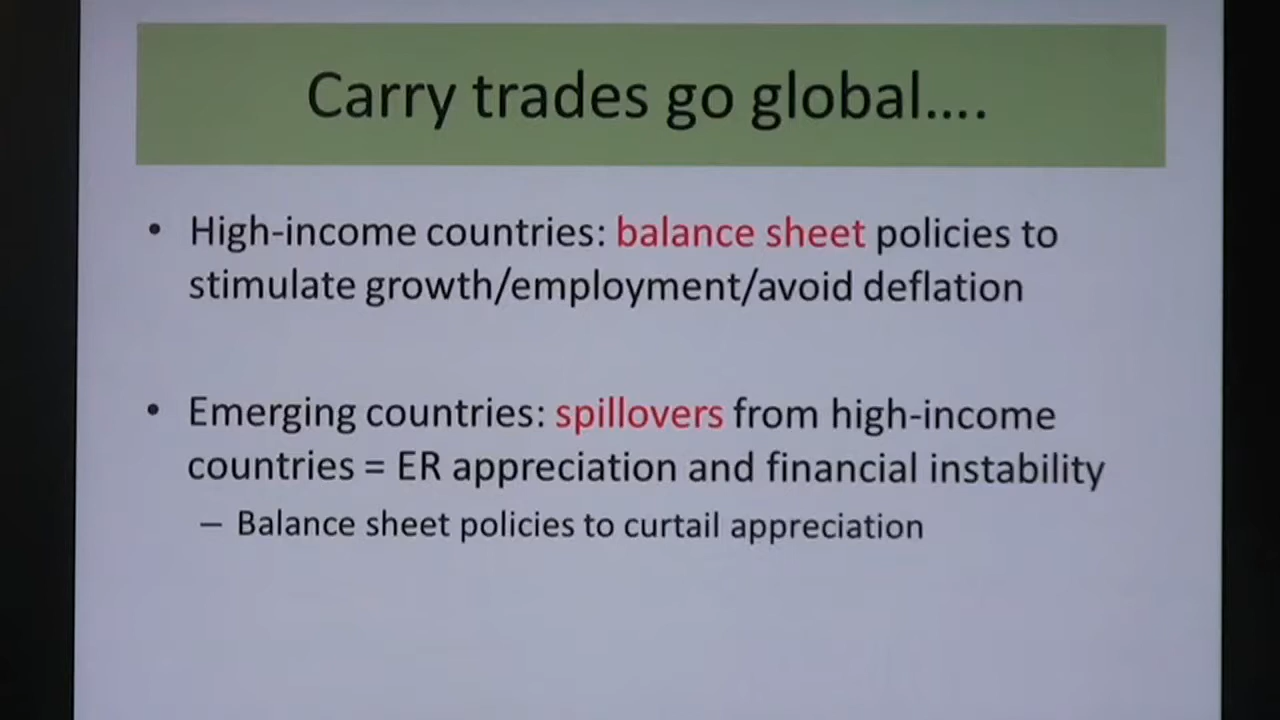 Carry trades go global....
• High-income countries: balance sheet policies to
stimulate growth/employment/avoid deflation
• Emerging countries: spillovers from high-income
countries = ER appreciation and financial instability
– Balance sheet policies to curtail appreciation